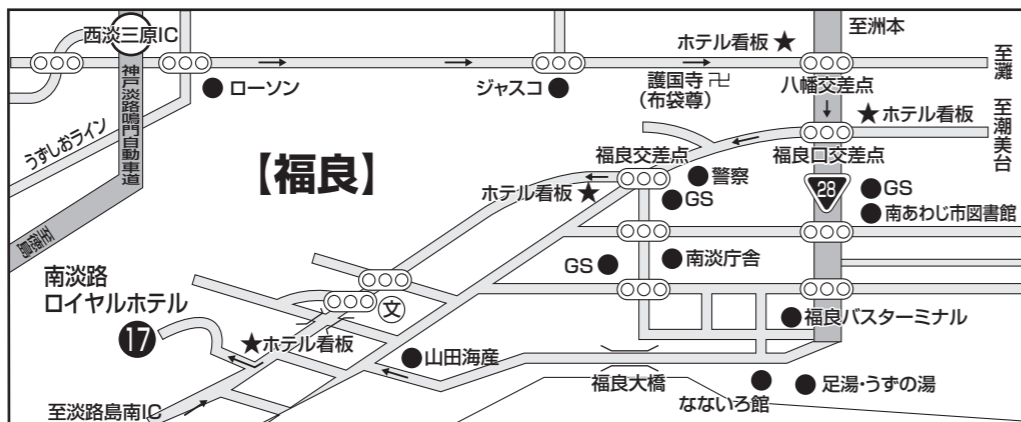 西淡三原IC
至洲本
ホテル看板 ★
ローソン
ジャスコ
護国寺 卍
(布袋尊)
八幡交差点
至灘
神戸淡路鳴門自動車道
うずしおライン
★ホテル看板
至潮美台
【福良】
福良交差点
福良口交差点
警察
ホテル看板 ★
GS
28
GS
南あわじ市図書館
至徳島
南淡路
ロイヤルホテル
17
GS
南淡庁舎
文
★ホテル看板
福良バスターミナル
山田海産
福良大橋
なないろ館
足湯・うずの湯
至淡路島南IC